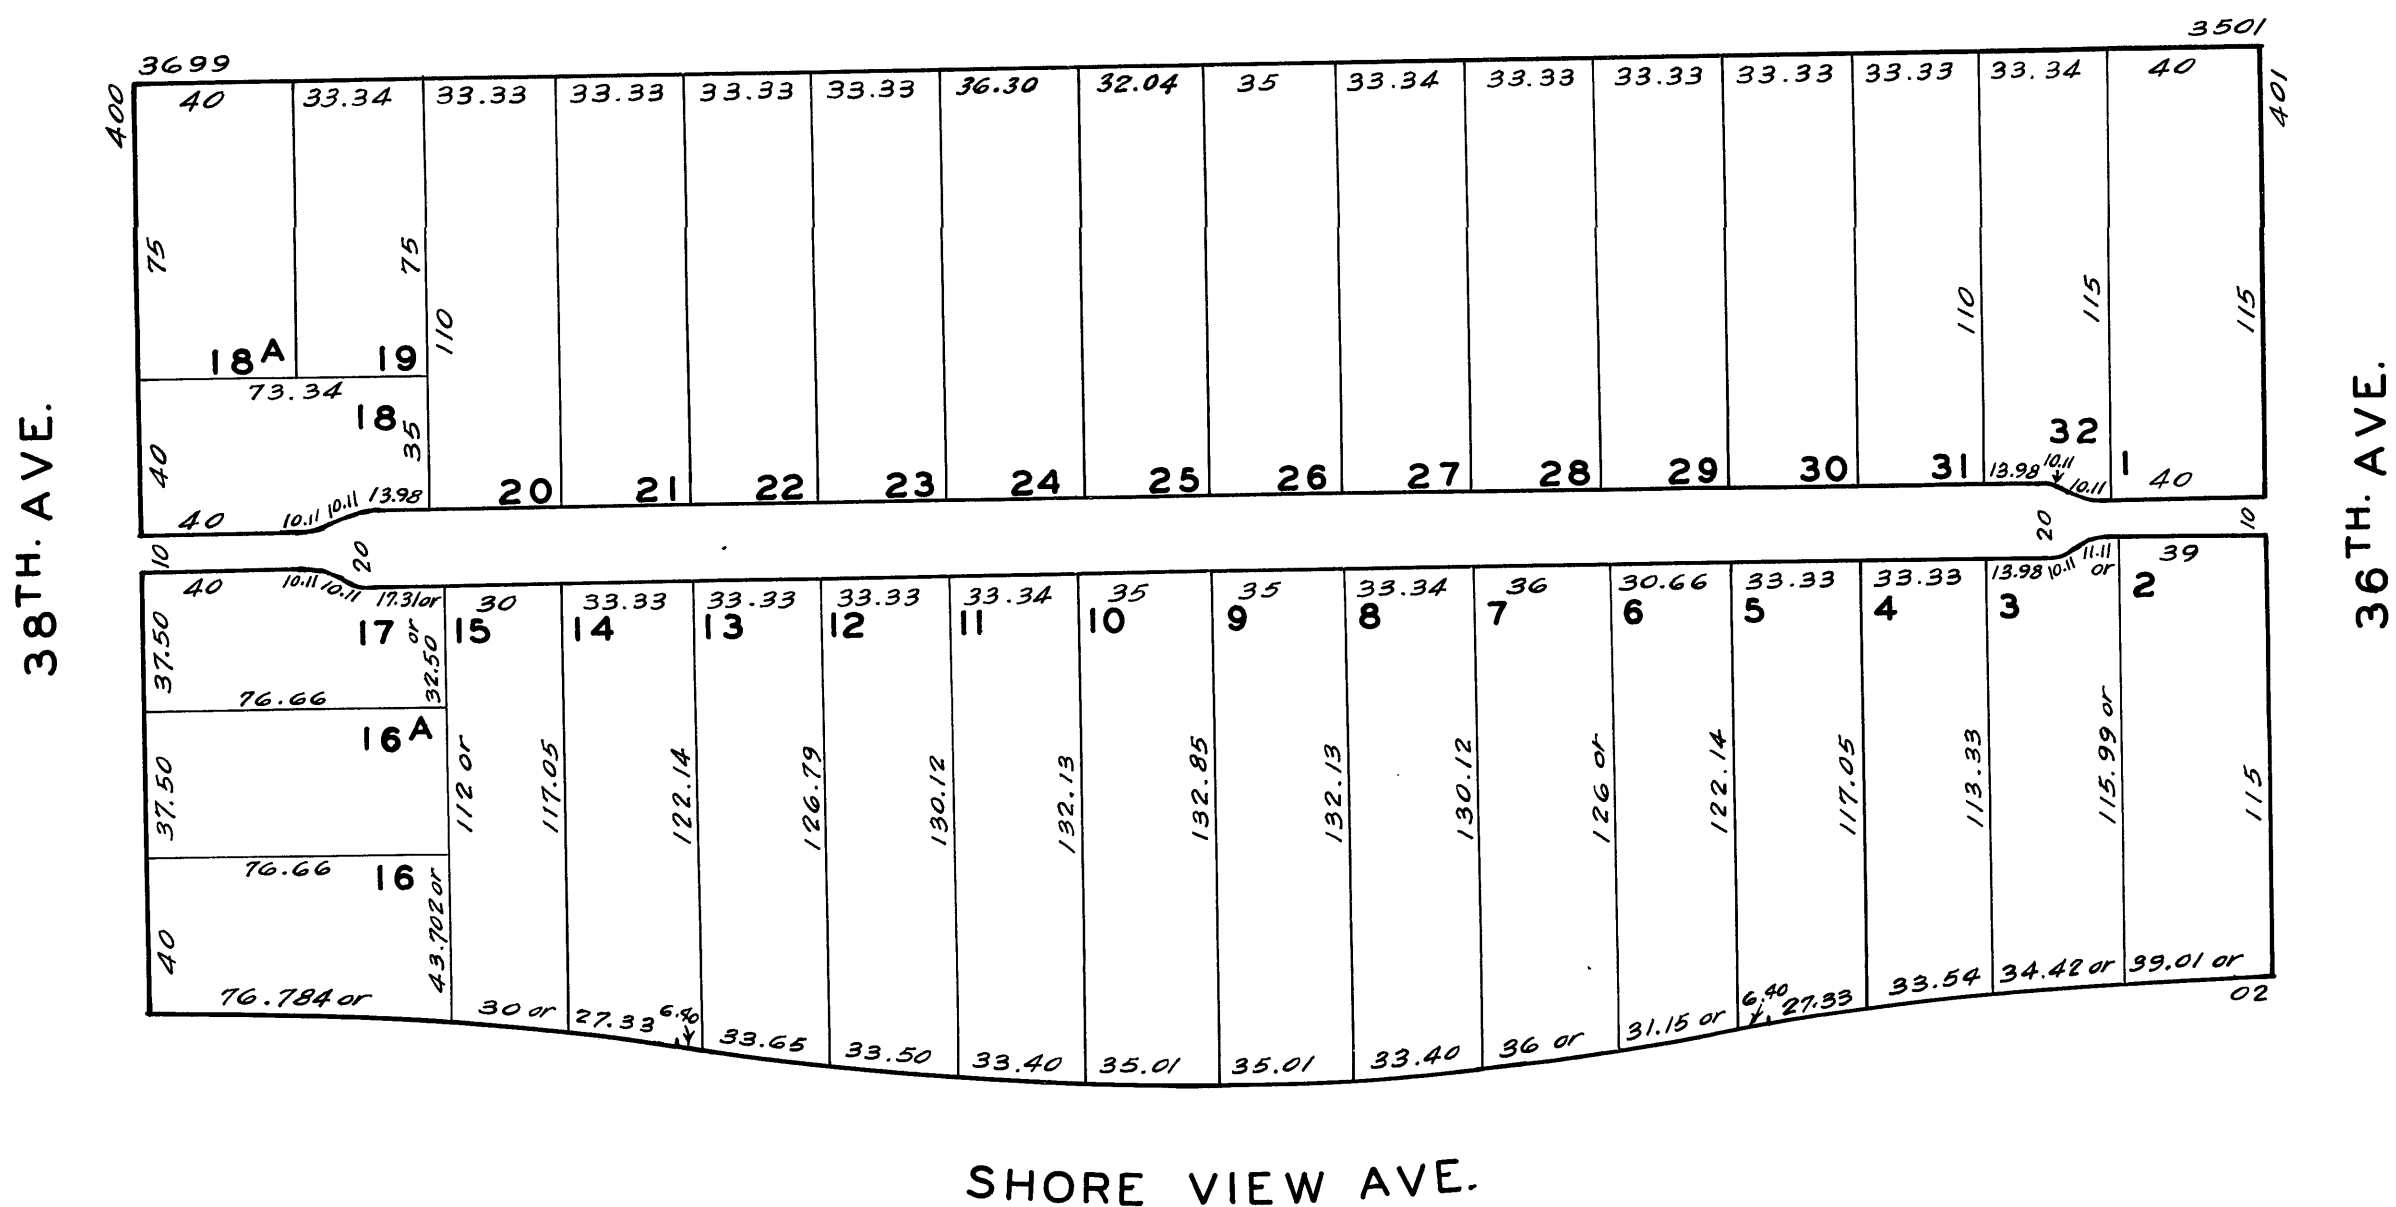 3699 3501
400 40 33.34 33.33 33.33 33.33 33.33 36.30 32.04 35 33.34 33.33 33.33 33.33 33.33 33.34 40 401
75 75 110 110 115 115
18A 19
73.34
18 32
40 35
20 21 22 23 24 25 26 27 28 29 30 31 13.98 10.11 10.11 1 40
40 10.11 10.11 13.98
10 20 20 10
40 10.11 10.11 17.31 or 30 33.33 33.33 33.33 33.34 35 35 33.34 36 30.66 33.33 33.33 13.98 10.11 11.11 or 39
17 15 14 13 12 11 10 9 8 7 6 5 4 3 2
37.50 or 32.50
76.66
16A
37.50 112 or 117.05 122.14 126.79 130.12 132.13 132.85 132.13 130.12 126 or 122.14 117.05 113.33 115.99 or 115
76.66 16
40 43.702 or
76.784 or 30 or 27.33 6.40 33.65 33.50 33.40 35.01 35.01 33.40 36 or 31.15 or 6.40 27.33 33.54 34.42 or 39.01 or
02
38TH. AVE.
36TH. AVE.
SHORE VIEW AVE.